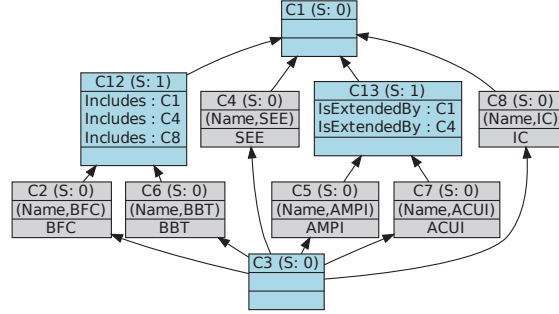 C1 (S: 0)
C12 (S: 1)
Includes : C1
Includes : C4
Includes : C8
C4 (S: 0)
(Name,SEE)
SEE
C13 (S: 1)
IsExtendedBy : C1
IsExtendedBy : C4
C8 (S: 0)
(Name,IC)
IC
C2 (S: 0)
(Name,BFC)
BFC
C6 (S: 0)
(Name,BBT)
BBT
C5 (S: 0)
(Name,AMPI)
AMPI
C7 (S: 0)
(Name,ACUI)
ACUI
C3 (S: 0)